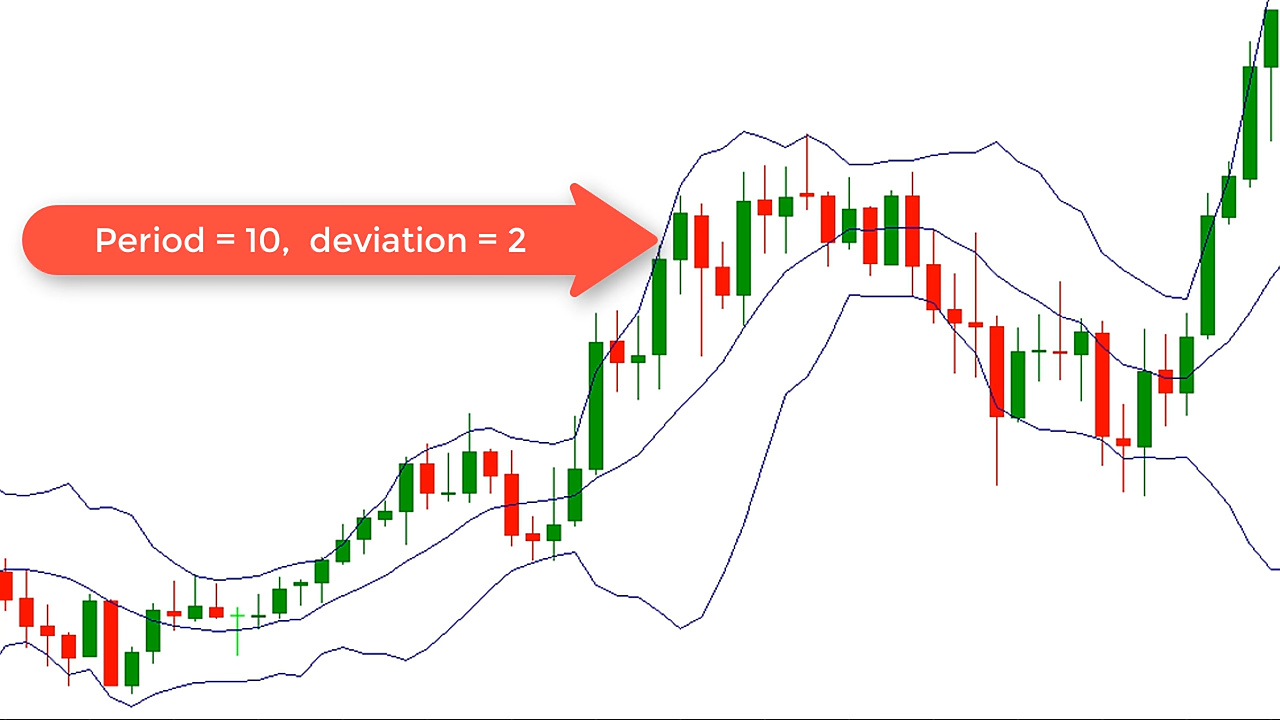 Period = 10,  deviation = 2